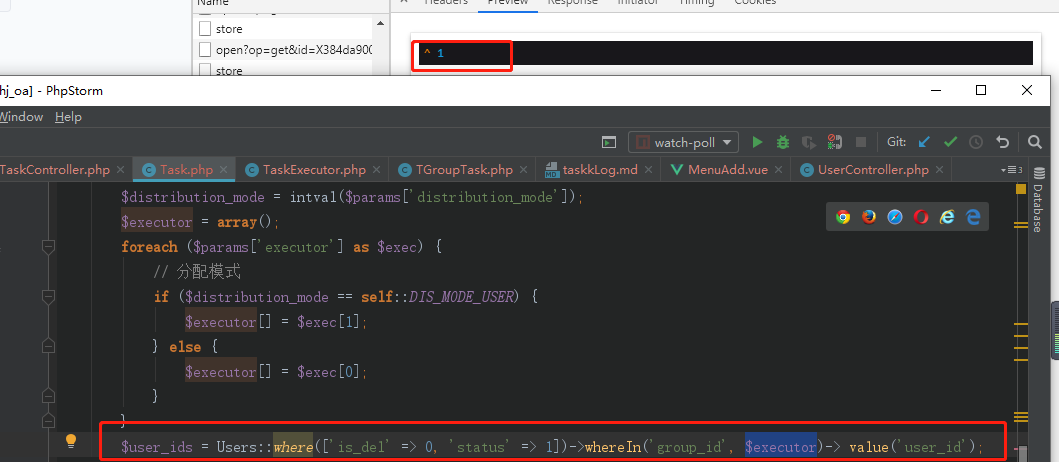 Name
Headers Preview Response Initiator Timing Cookies
store
open?op=get&id=X384da900
store
^ 1
hj_oa] - PhpStorm
Window Help
watch-poll
Git:
TaskController.php
Task.php
TaskExecutor.php
TGroupTask.php
taskkLog.md
MenuAdd.vue
UserController.php
3
Database
$distribution_mode = intval($params['distribution_mode']);
$executor = array();
foreach ($params['executor'] as $exec) {
// 分配模式
if ($distribution_mode == self::DIS_MODE_USER) {
$executor[] = $exec[1];
} else {
$executor[] = $exec[0];
}
}
$user_ids = Users::where(['is_del' => 0, 'status' => 1])->whereIn('group_id', $executor)-> value('user_id');